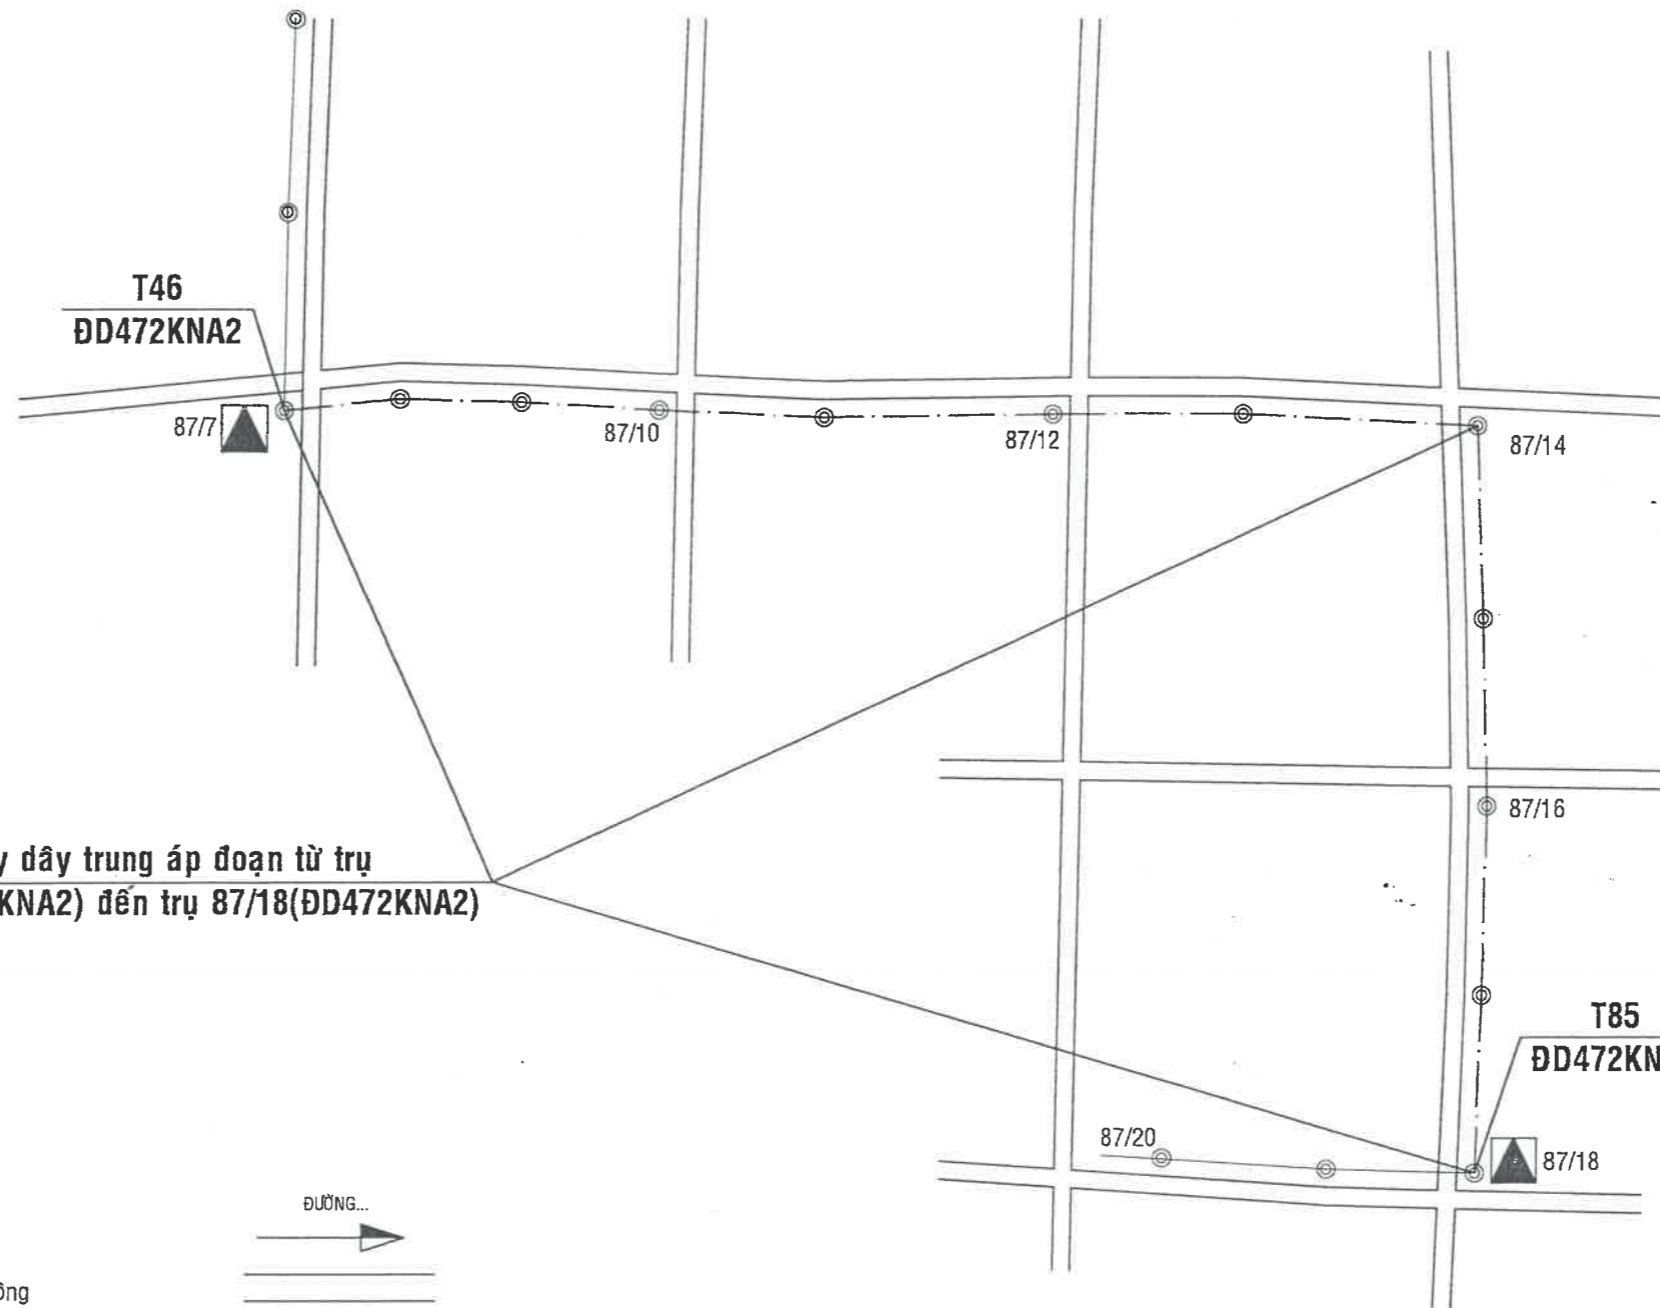 T46
ĐD472KNA2
87/7
87/10
87/12
87/14
87/16
dây trung áp đoạn từ trụ
KNA2) đến trụ 87/18(ĐD472KNA2)
T85
ĐD472KN
87/20
87/18
ĐƯỜNG...